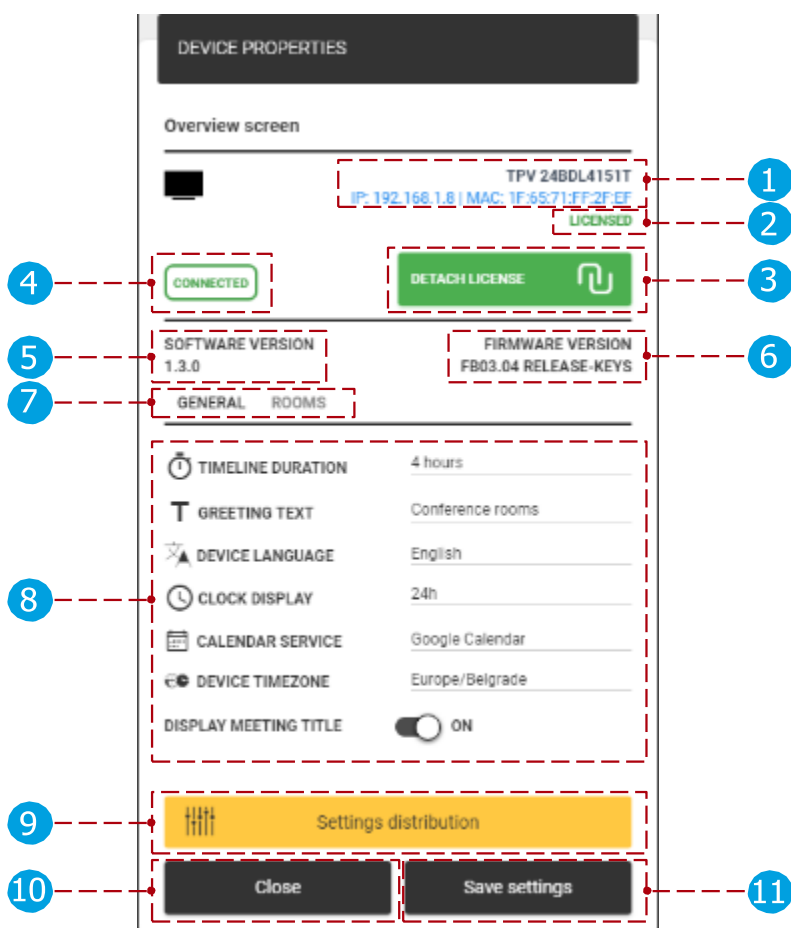 DEVICE PROPERTIES
Overview screen
TPV 24BDL4151T
1
IP: 192.168.1.8 | MAC: 1F:65:71:FF:2F:EF
LICENSED
2
4
CONNECTED
DETACH LICENSE
3
SOFTWARE VERSION
FIRMWARE VERSION
5
1.3.0
FB03.04 RELEASE-KEYS
6
7
GENERAL ROOMS
TIMELINE DURATION 4 hours
GREETING TEXT Conference rooms
DEVICE LANGUAGE English
8
CLOCK DISPLAY 24h
CALENDAR SERVICE Google Calendar
DEVICE TIMEZONE Europe/Belgrade
DISPLAY MEETING TITLE ON
9
Settings distribution
10
Close
Save settings
11